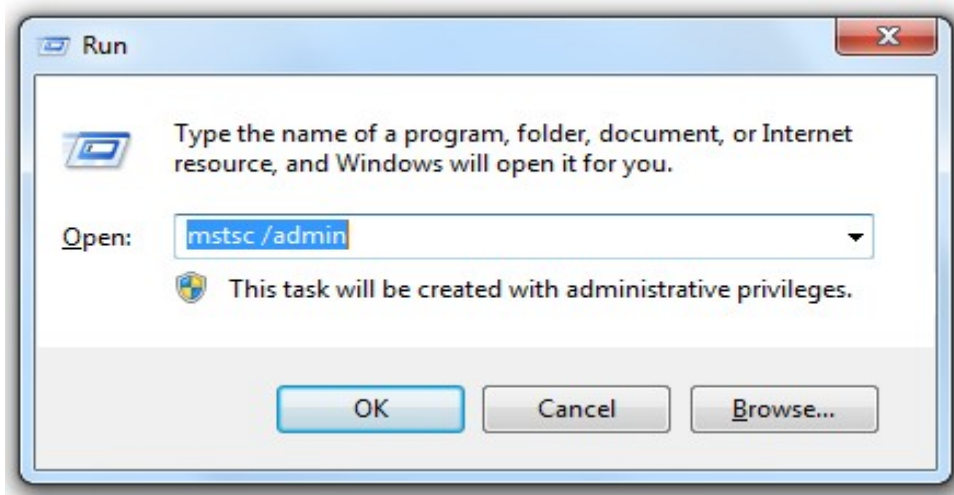 Run
Type the name of a program, folder, document, or Internet
resource, and Windows will open it for you.
Open: mstsc /admin
This task will be created with administrative privileges.
OK Cancel Browse...